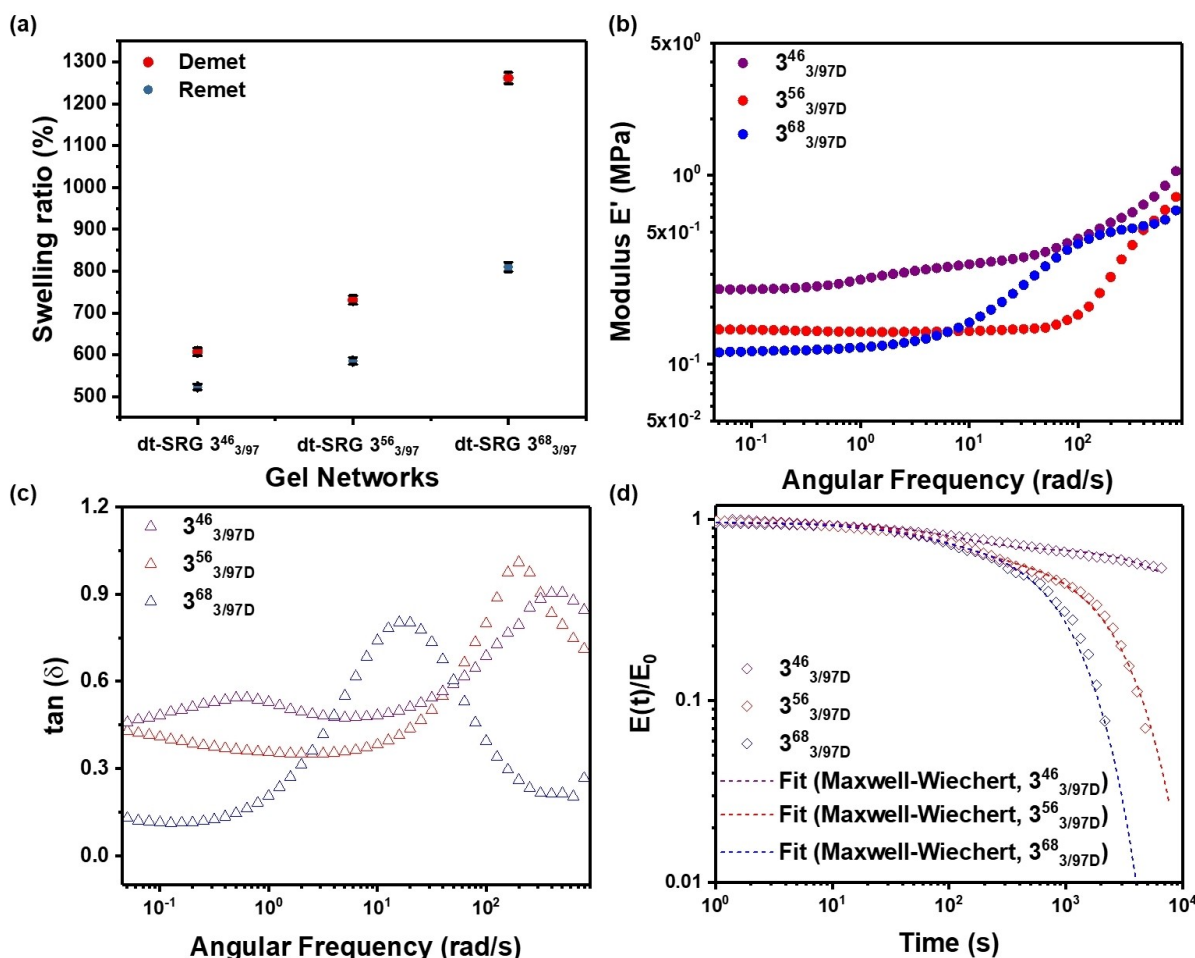 (a)
Swelling ratio (%)
1300
1200
1100
1000
900
800
700
600
500
Demet
Remet
dt-SRG 3⁴⁶₃/₉₇ dt-SRG 3⁵⁶₃/₉₇ dt-SRG 3⁶⁸₃/₉₇
Gel Networks
(b)
Modulus E' (MPa)
5x10⁰
10⁰
5x10⁻¹
10⁻¹
5x10⁻²
3⁴⁶₃/₉₇D
3⁵⁶₃/₉₇D
3⁶⁸₃/₉₇D
10⁻¹ 10⁰ 10¹ 10²
Angular Frequency (rad/s)
(c)
tan (δ)
1.2
0.9
0.6
0.3
0.0
3⁴⁶₃/₉₇D
3⁵⁶₃/₉₇D
3⁶⁸₃/₉₇D
10⁻¹ 10⁰ 10¹ 10²
Angular Frequency (rad/s)
(d)
E(t)/E₀
1
0.1
0.01
3⁴⁶₃/₉₇D
3⁵⁶₃/₉₇D
3⁶⁸₃/₉₇D
Fit (Maxwell-Wiechert, 3⁴⁶₃/₉₇D)
Fit (Maxwell-Wiechert, 3⁵⁶₃/₉₇D)
Fit (Maxwell-Wiechert, 3⁶⁸₃/₉₇D)
10⁰ 10¹ 10² 10³ 10⁴
Time (s)